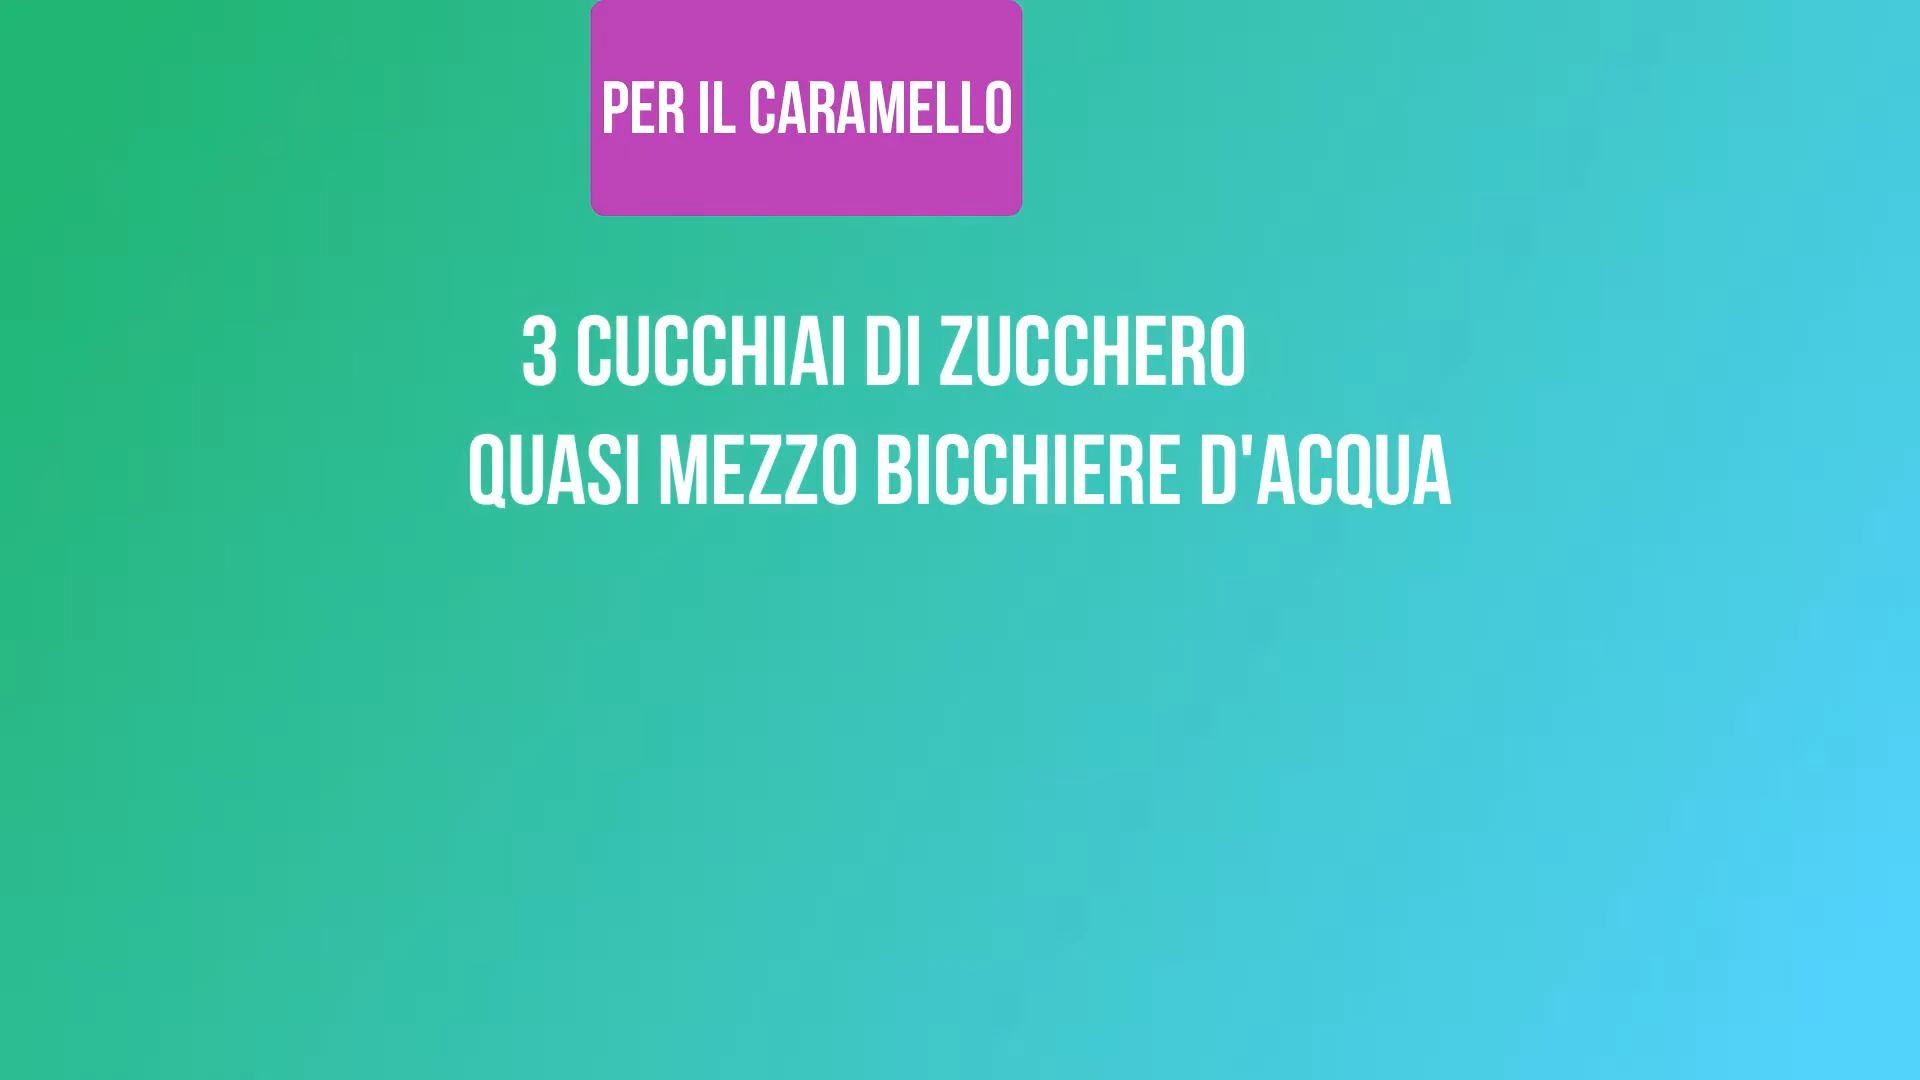 PER IL CARAMELLO
3 CUCCHIAI DI ZUCCHERO
QUASI MEZZO BICCHIERE D'ACQUA